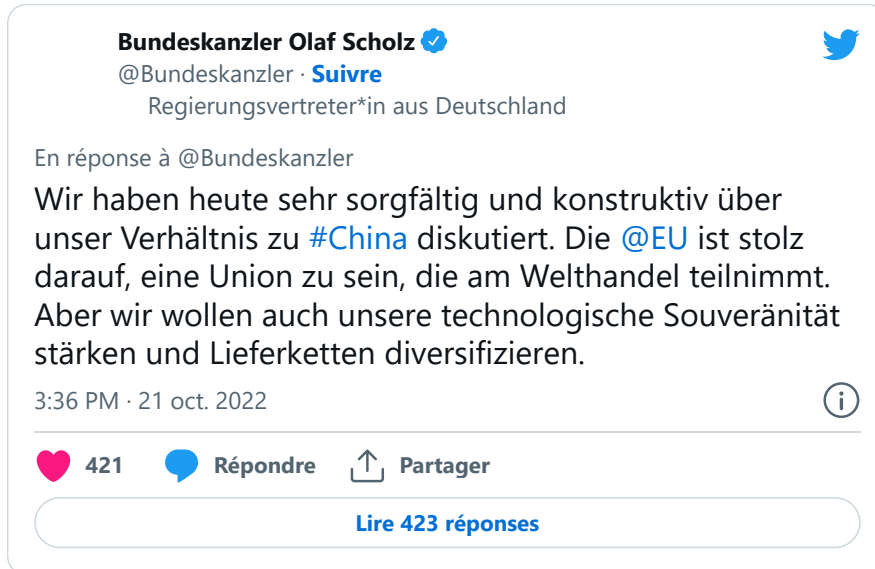 Bundeskanzler Olaf Scholz
@Bundeskanzler · Suivre
Regierungsvertreter*in aus Deutschland
En réponse à @Bundeskanzler
Wir haben heute sehr sorgfältig und konstruktiv über
unser Verhältnis zu #China diskutiert. Die @EU ist stolz
darauf, eine Union zu sein, die am Welthandel teilnimmt.
Aber wir wollen auch unsere technologische Souveränität
stärken und Lieferketten diversifizieren.
3:36 PM · 21 oct. 2022
421 Répondre Partager
Lire 423 réponses